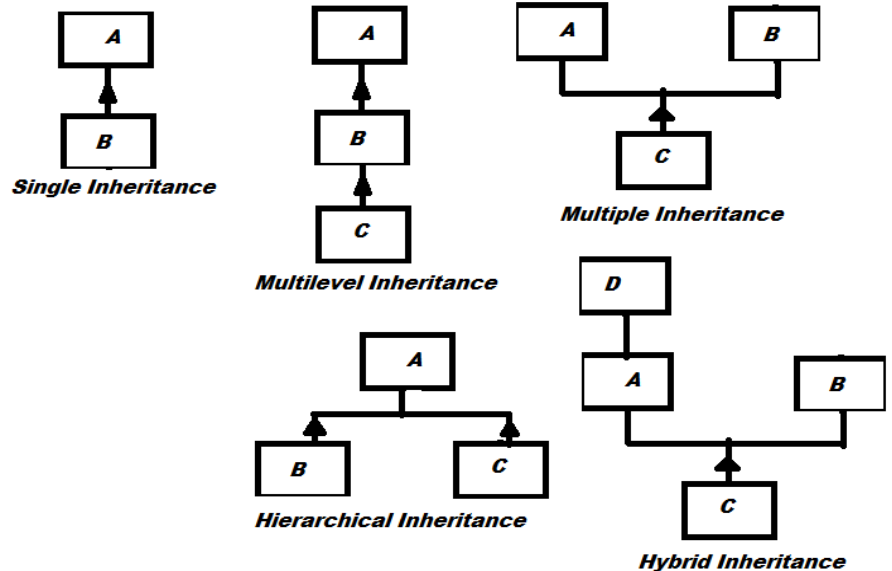 A
B
Single Inheritance
A
B
C
Multilevel Inheritance
A
B
C
Multiple Inheritance
A
B
C
Hierarchical Inheritance
D
A
B
C
Hybrid Inheritance